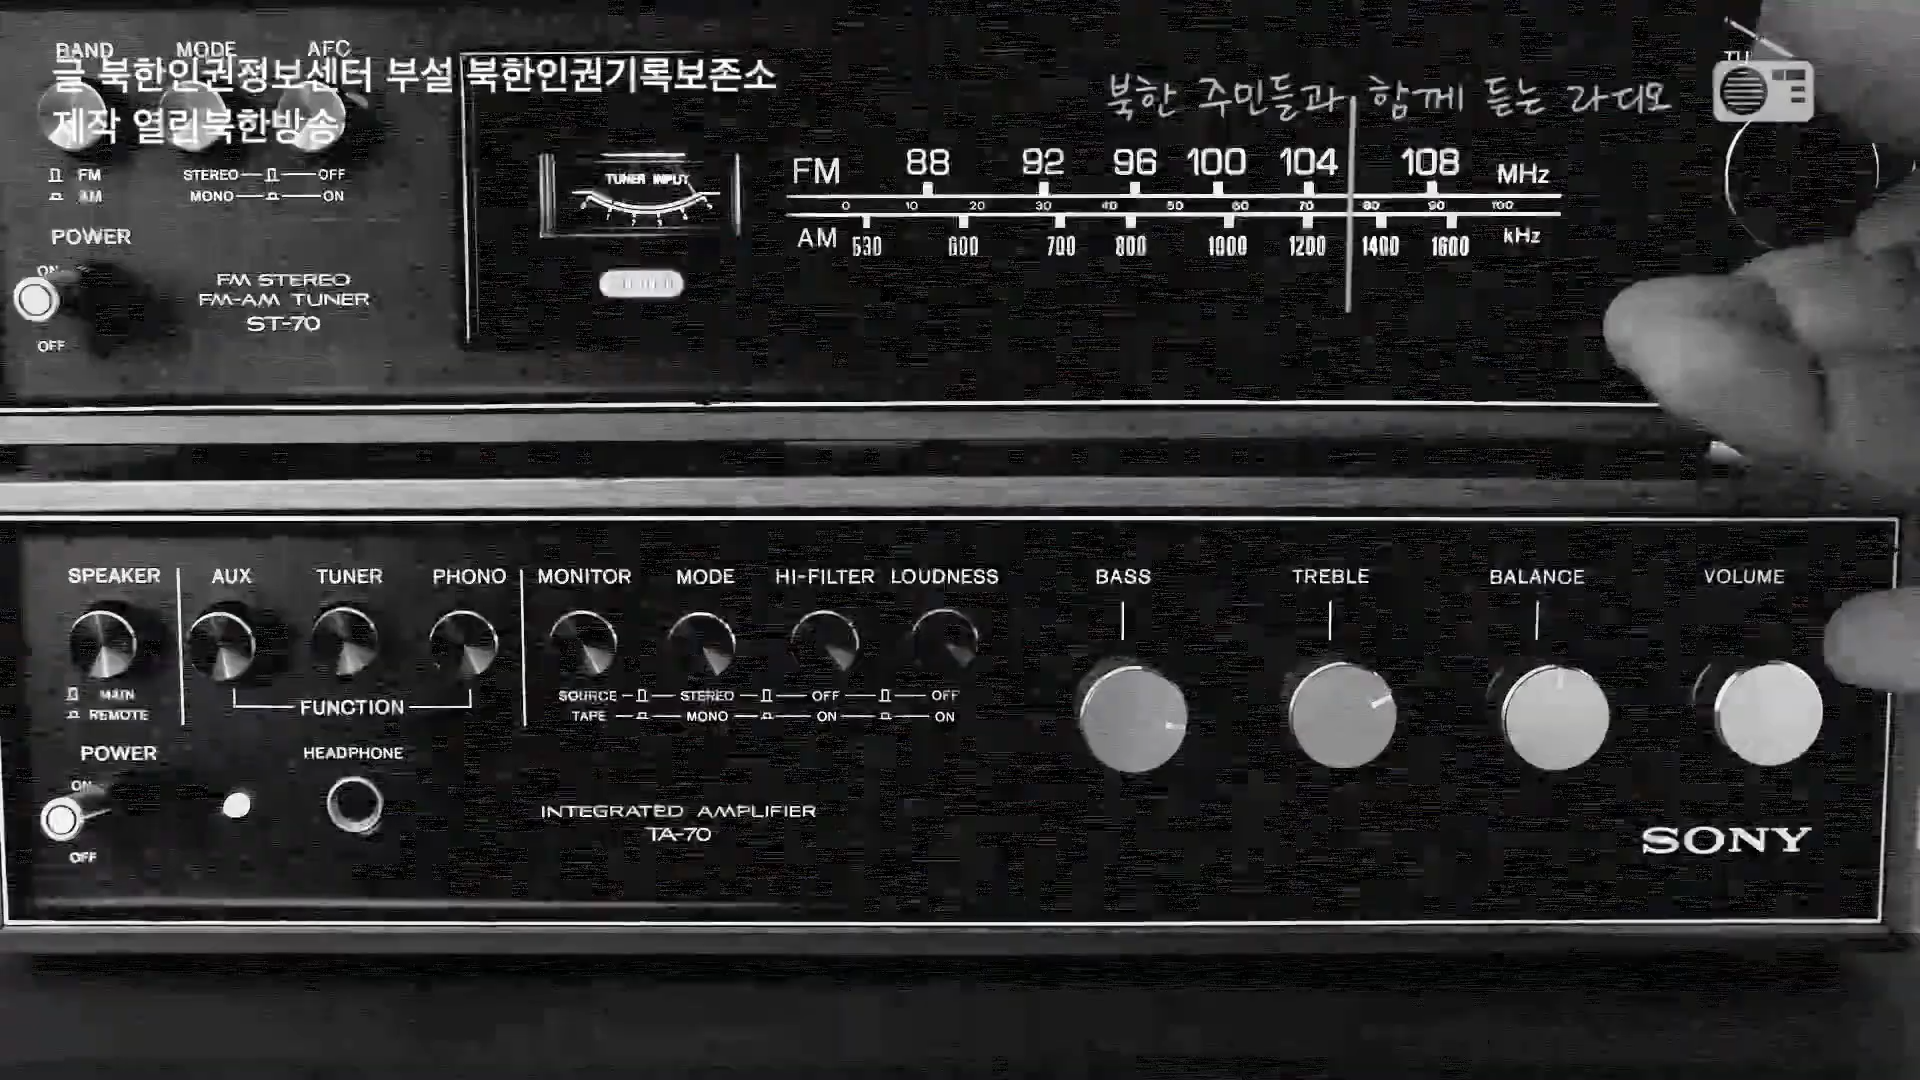 글 북한인권정보센터 부설 북한인권기록보존소
제작 열린북한방송
북한 주민들과 함께 듣는 라디오
BAND MODE AFC
FM STEREO OFF
AM MONO ON
POWER
ON
OFF
FM STEREO
FM-AM TUNER
ST-70
TUNER INPUT
FM 88 92 96 100 104 108 MHz
0 10 20 30 40 50 60 70 80 90 100
AM 530 600 700 800 1000 1200 1400 1600 kHz
SPEAKER AUX TUNER PHONO MONITOR MODE HI-FILTER LOUDNESS BASS TREBLE BALANCE VOLUME
MAIN
REMOTE
FUNCTION
SOURCE STEREO OFF OFF
TAPE MONO ON ON
POWER
ON
OFF
HEADPHONE
INTEGRATED AMPLIFIER
TA-70
SONY